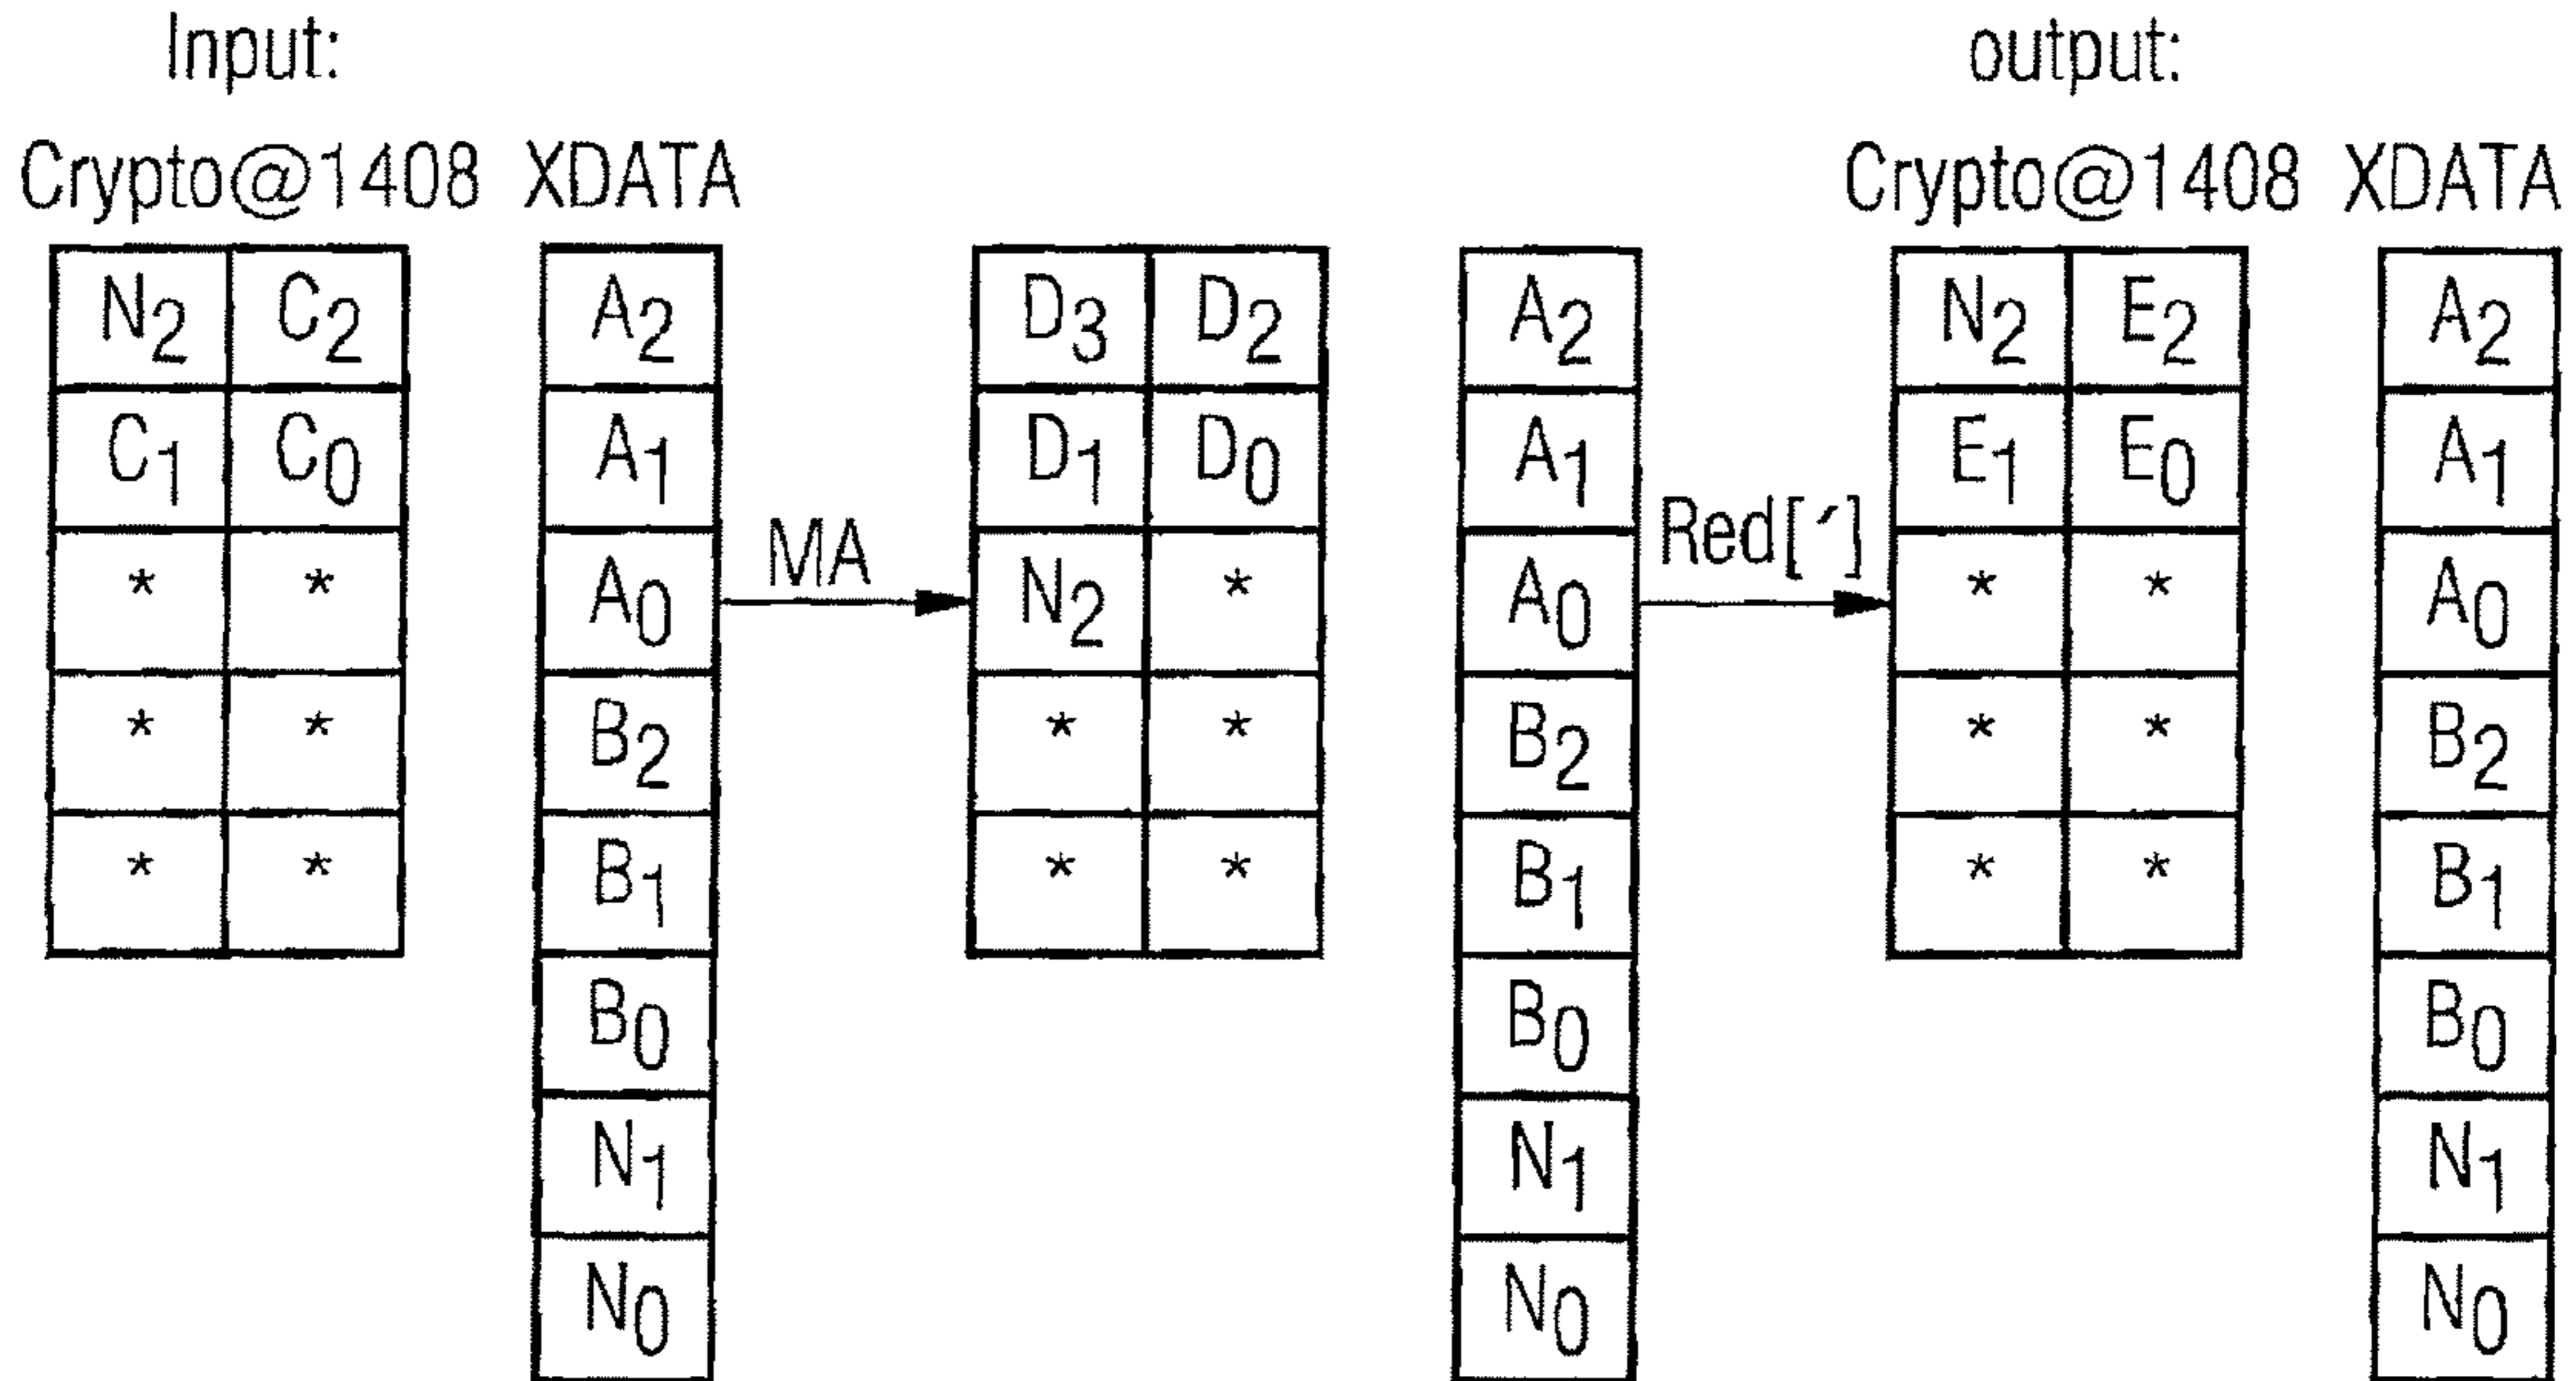 Input: output:
Crypto@1408 XDATA Crypto@1408 XDATA
N2 C2 A2 D3 D2 A2 N2 E2 A2
C1 C0 A1 D1 D0 A1 E1 E0 A1
MA Red[´]
* * A0 N2 * A0 * * A0
* * B2 * * B2 * * B2
* * B1 * * B1 * * B1
B0 B0 B0
N1 N1 N1
N0 N0 N0